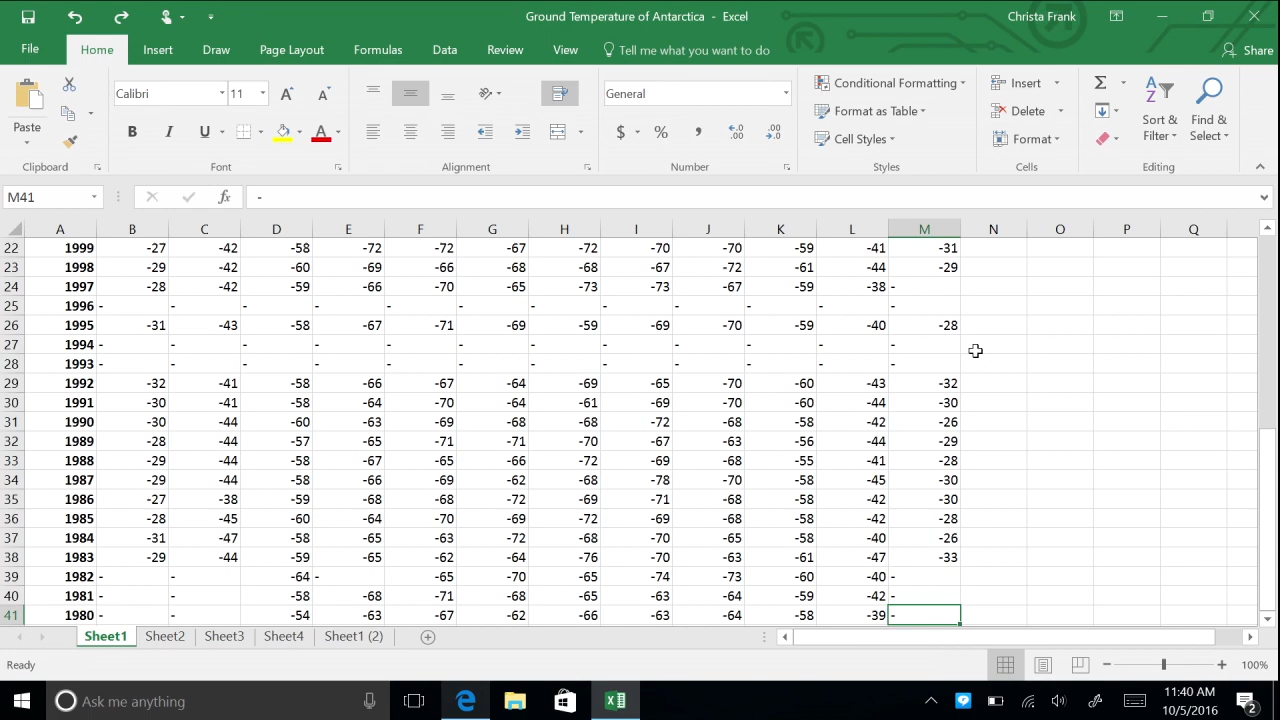 Ground Temperature of Antarctica - Excel
Christa Frank
File Home Insert Draw Page Layout Formulas Data Review View Tell me what you want to do Share
Calibri 11 General Conditional Formatting Insert
Format as Table Delete
Paste B I U A $ % , Cell Styles Format Sort & Filter Find & Select
Clipboard Font Alignment Number Styles Cells Editing
M41 fx -
A B C D E F G H I J K L M N O P Q
22 1999 -27 -42 -58 -72 -72 -67 -72 -70 -70 -59 -41 -31
23 1998 -29 -42 -60 -69 -66 -68 -68 -67 -72 -61 -44 -29
24 1997 -28 -42 -59 -66 -70 -65 -73 -73 -67 -59 -38 -
25 1996 - - - - - - - - - - - -
26 1995 -31 -43 -58 -67 -71 -69 -59 -69 -70 -59 -40 -28
27 1994 - - - - - - - - - - - -
28 1993 - - - - - - - - - - - -
29 1992 -32 -41 -58 -66 -67 -64 -69 -65 -70 -60 -43 -32
30 1991 -30 -41 -58 -64 -70 -64 -61 -69 -70 -60 -44 -30
31 1990 -30 -44 -60 -63 -69 -68 -68 -72 -68 -58 -42 -26
32 1989 -28 -44 -57 -65 -71 -71 -70 -67 -63 -56 -44 -29
33 1988 -29 -44 -58 -67 -65 -66 -72 -69 -68 -55 -41 -28
34 1987 -29 -44 -58 -66 -69 -62 -68 -78 -70 -58 -45 -30
35 1986 -27 -38 -59 -68 -68 -72 -69 -71 -68 -58 -42 -30
36 1985 -28 -45 -60 -64 -70 -69 -72 -69 -68 -58 -42 -28
37 1984 -31 -47 -58 -65 -63 -72 -68 -70 -65 -58 -40 -26
38 1983 -29 -44 -59 -65 -62 -64 -76 -70 -63 -61 -47 -33
39 1982 - - -64 - -65 -70 -65 -74 -73 -60 -40 -
40 1981 - - -58 -68 -71 -68 -65 -63 -64 -59 -42 -
41 1980 - - -54 -63 -67 -62 -66 -63 -64 -58 -39 -
Sheet1 Sheet2 Sheet3 Sheet4 Sheet1 (2)
Ready 100%
Ask me anything 11:40 AM
10/5/2016 2